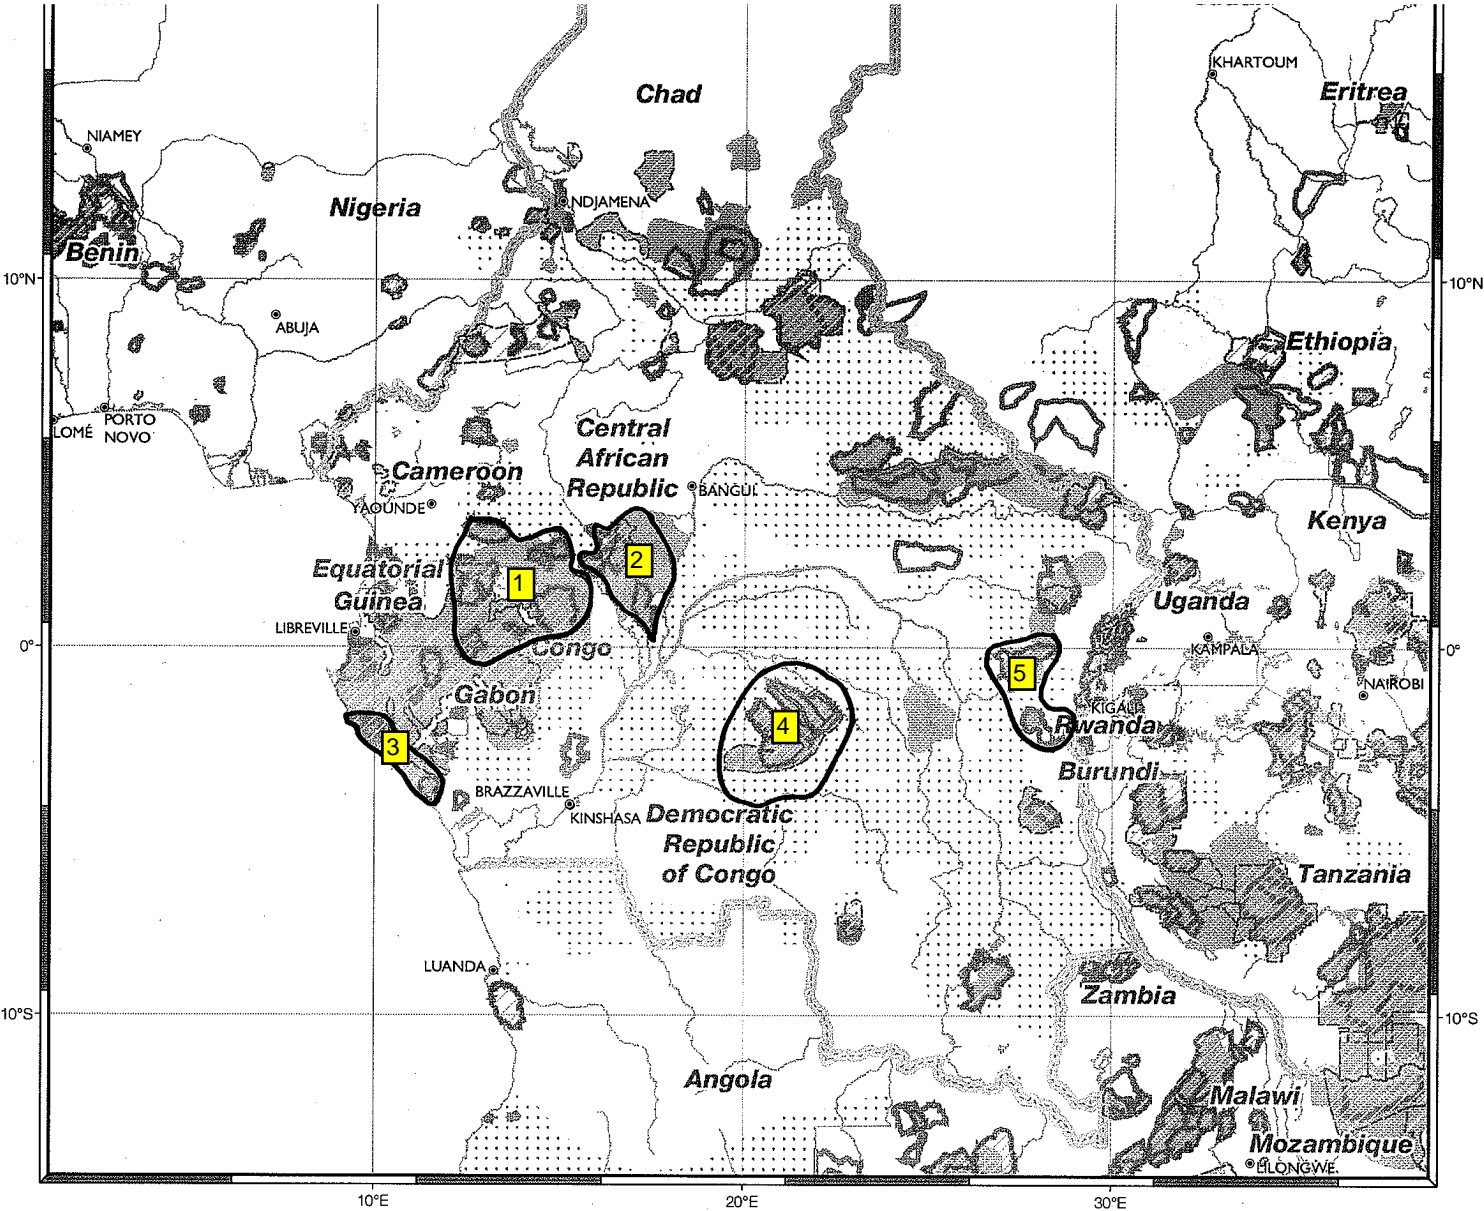 KHARTOUM
Chad
Eritrea
NIAMEY
NDJAMENA
Nigeria
Benin
10°N
10°N
ABUJA
Ethiopia
PORTO
NOVO
LOMÉ
Central
African
Republic
Cameroon
BANGUI
YAOUNDE
Kenya
Equatorial
Guinea
1
2
Uganda
LIBREVILLE
0°
0°
Congo
KAMPALA
5
NAIROBI
Gabon
KIGALI
Rwanda
3
4
Burundi
BRAZZAVILLE
KINSHASA
Democratic
Republic
of Congo
Tanzania
LUANDA
Zambia
10°S
10°S
Angola
Malawi
Mozambique
LILONGWE
10°E
20°E
30°E